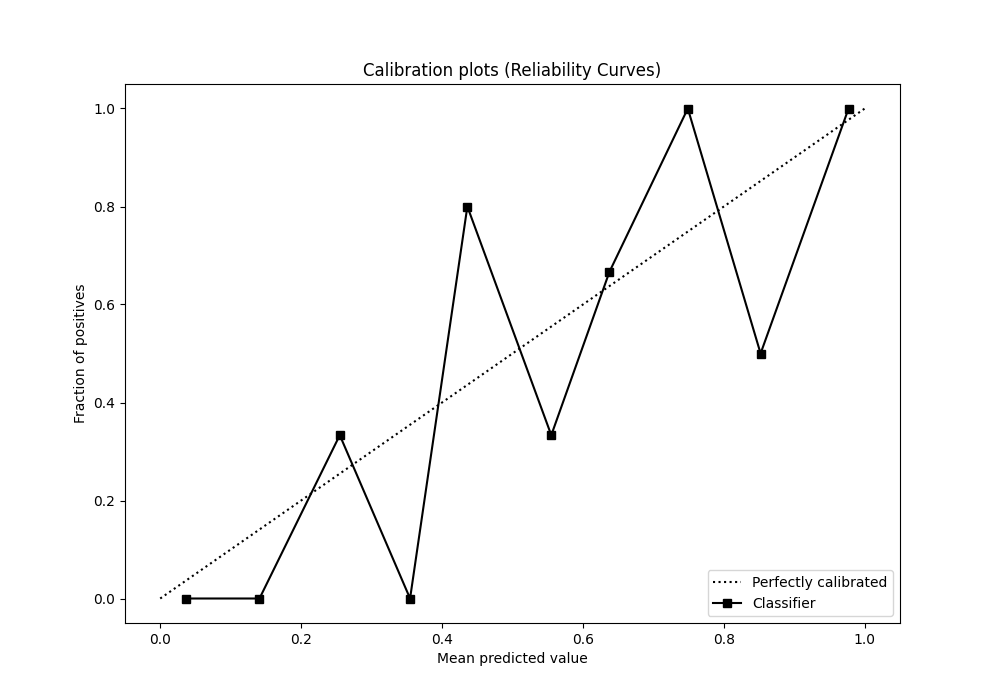 Calibration plots (Reliability Curves)
1.0
0.8
0.6
0.4
0.2
0.0
Fraction of positives
0.0 0.2 0.4 0.6 0.8 1.0
Mean predicted value
Perfectly calibrated
Classifier